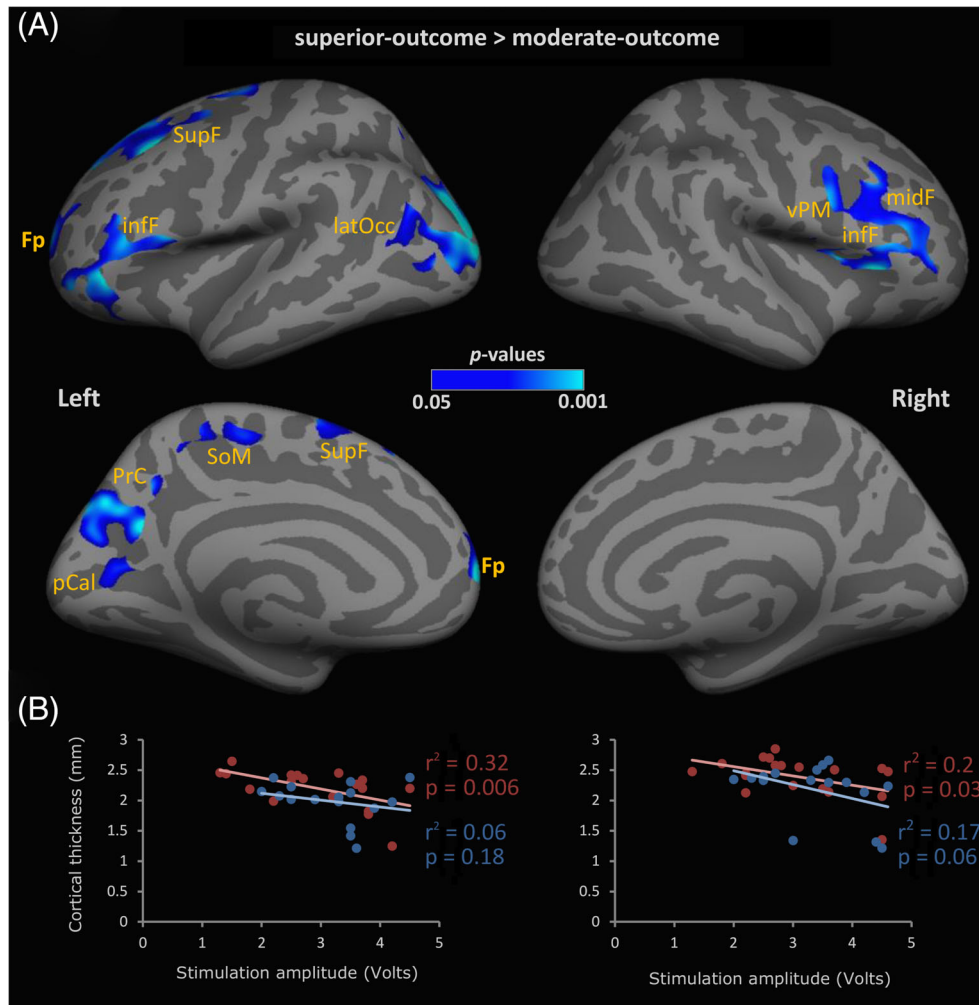 (A)
superior-outcome > moderate-outcome
SupF
infF
Fp
latOcc
vPM
midF
infF
p-values
0.05 0.001
Left
Right
PrC
SoM
SupF
pCal
Fp
(B)
Cortical thickness (mm)
3
2.5
2
1.5
1
0.5
0
0 1 2 3 4 5
Stimulation amplitude (Volts)
r² = 0.32
p = 0.006
r² = 0.06
p = 0.18
3
2.5
2
1.5
1
0.5
0
0 1 2 3 4 5
Stimulation amplitude (Volts)
r² = 0.2
p = 0.03
r² = 0.17
p = 0.06